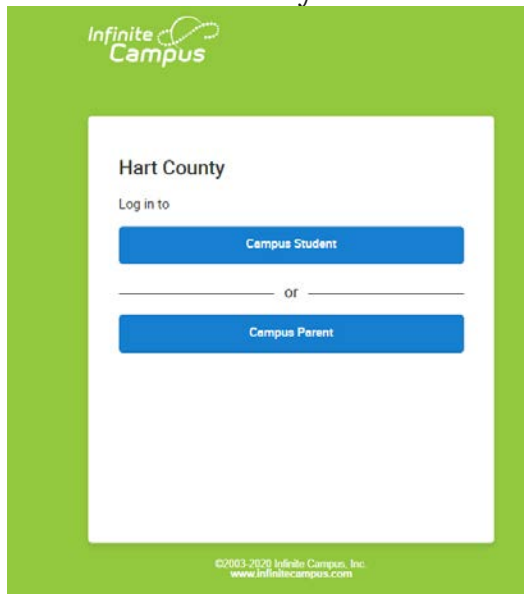 Infinite
Campus
Hart County
Log in to
Campus Student
or
Campus Parent
©2003-2020 Infinite Campus, Inc.
www.infinitecampus.com